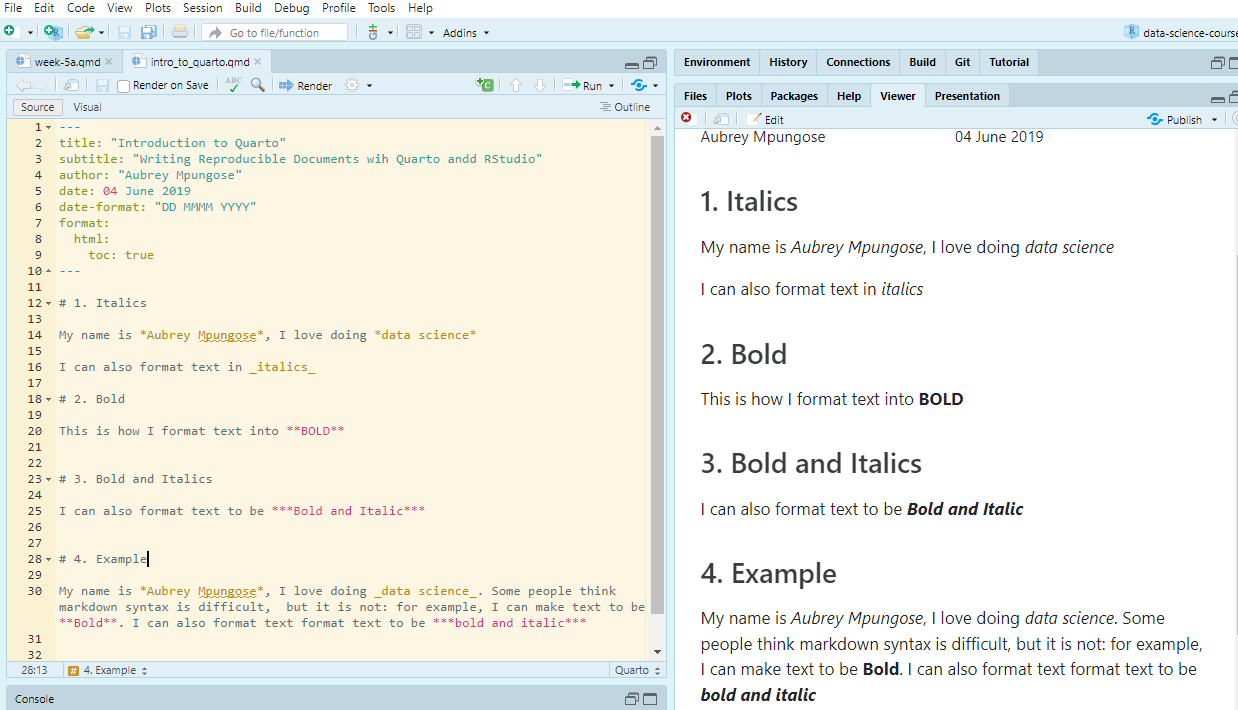 File Edit Code View Plots Session Build Debug Profile Tools Help
Go to file/function Addins data-science-course
week-5a.qmd intro_to_quarto.qmd
Render on Save ABC Render Run
Source Visual Outline
1 ---
2 title: "Introduction to Quarto"
3 subtitle: "Writing Reproducible Documents wih Quarto andd RStudio"
4 author: "Aubrey Mpungose"
5 date: 04 June 2019
6 date-format: "DD MMMM YYYY"
7 format:
8 html:
9 toc: true
10 ---
11
12 # 1. Italics
13
14 My name is *Aubrey Mpungose*, I love doing *data science*
15
16 I can also format text in _italics_
17
18 # 2. Bold
19
20 This is how I format text into **BOLD**
21
22
23 # 3. Bold and Italics
24
25 I can also format text to be ***Bold and Italic***
26
27
28 # 4. Example
29
30 My name is *Aubrey Mpungose*, I love doing _data science_. Some people think
markdown syntax is difficult,  but it is not: for example, I can make text to be
**Bold**. I can also format text format text to be ***bold and italic***
31
32
28:13 # 4. Example Quarto
Console
Environment History Connections Build Git Tutorial
Files Plots Packages Help Viewer Presentation
Edit Publish
Aubrey Mpungose 04 June 2019
1. Italics
My name is Aubrey Mpungose, I love doing data science
I can also format text in italics
2. Bold
This is how I format text into BOLD
3. Bold and Italics
I can also format text to be Bold and Italic
4. Example
My name is Aubrey Mpungose, I love doing data science. Some
people think markdown syntax is difficult, but it is not: for example,
I can make text to be Bold. I can also format text format text to be
bold and italic